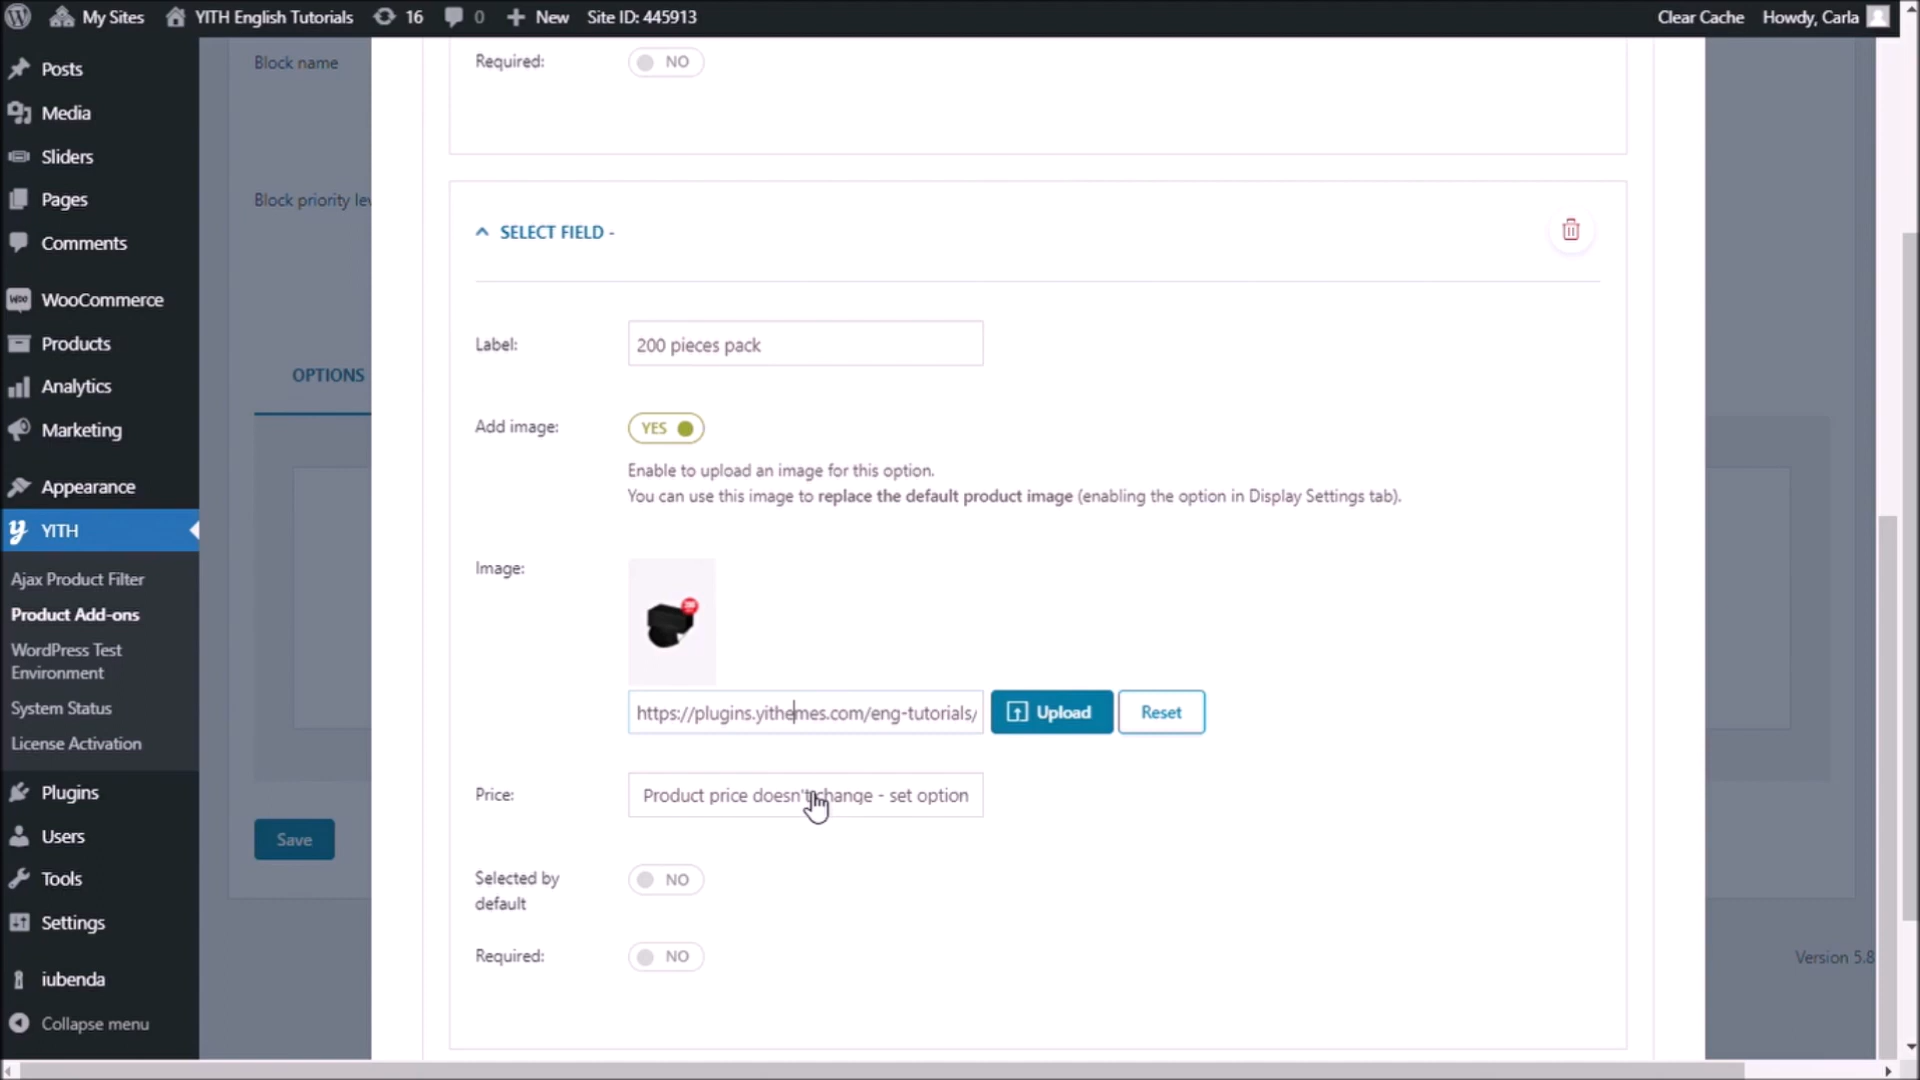 My Sites
YITH English Tutorials
16
0
New
Site ID: 445913
Clear Cache
Howdy, Carla
Posts
Media
Sliders
Pages
Comments
WooCommerce
Products
Analytics
Marketing
Appearance
YITH
Ajax Product Filter
Product Add-ons
WordPress Test
Environment
System Status
License Activation
Plugins
Users
Tools
Settings
iubenda
Collapse menu
Block name
Block priority lev
OPTIONS
Save
Required:
NO
SELECT FIELD -
Label:
200 pieces pack
Add image:
YES
Enable to upload an image for this option.
You can use this image to replace the default product image (enabling the option in Display Settings tab).
Image:
https://plugins.yithemes.com/eng-tutorials/
Upload
Reset
Price:
Product price doesn't change - set option
Selected by
default
NO
Required:
NO
Version 5.8